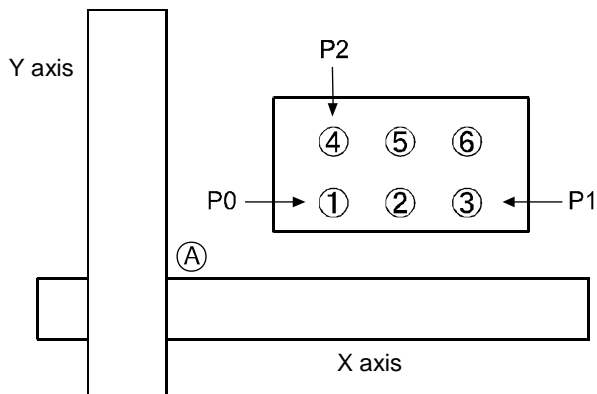 P2
Y axis
④ ⑤ ⑥
P0 ① ② ③ P1
Ⓐ
X axis